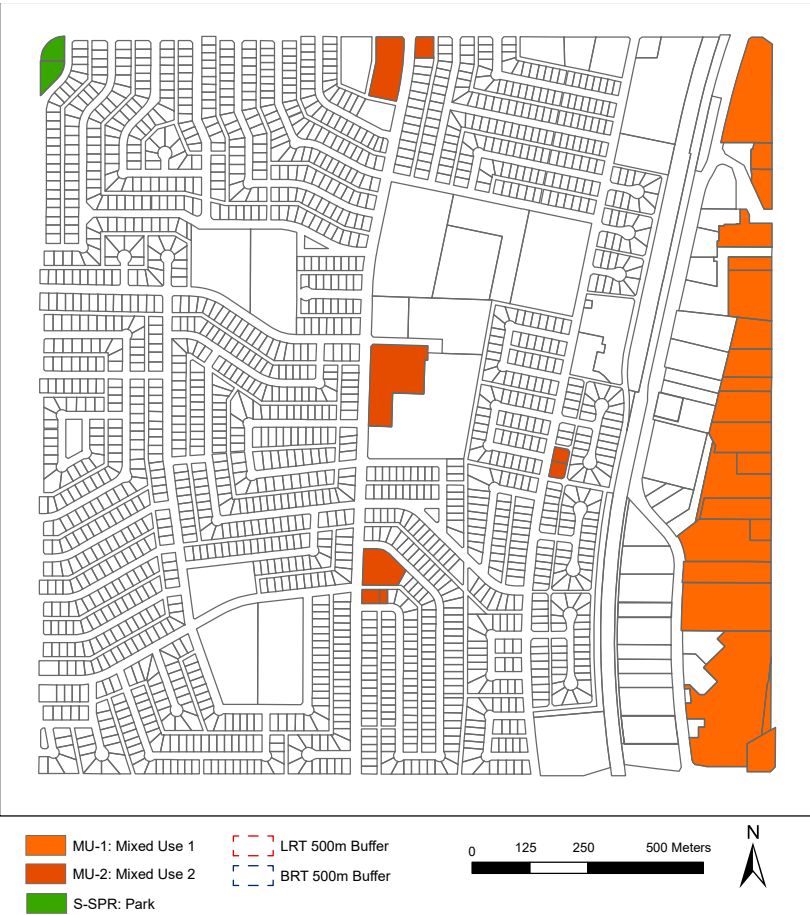 MU-1: Mixed Use 1
MU-2: Mixed Use 2
S-SPR: Park
LRT 500m Buffer
BRT 500m Buffer
0 125 250 500 Meters
N